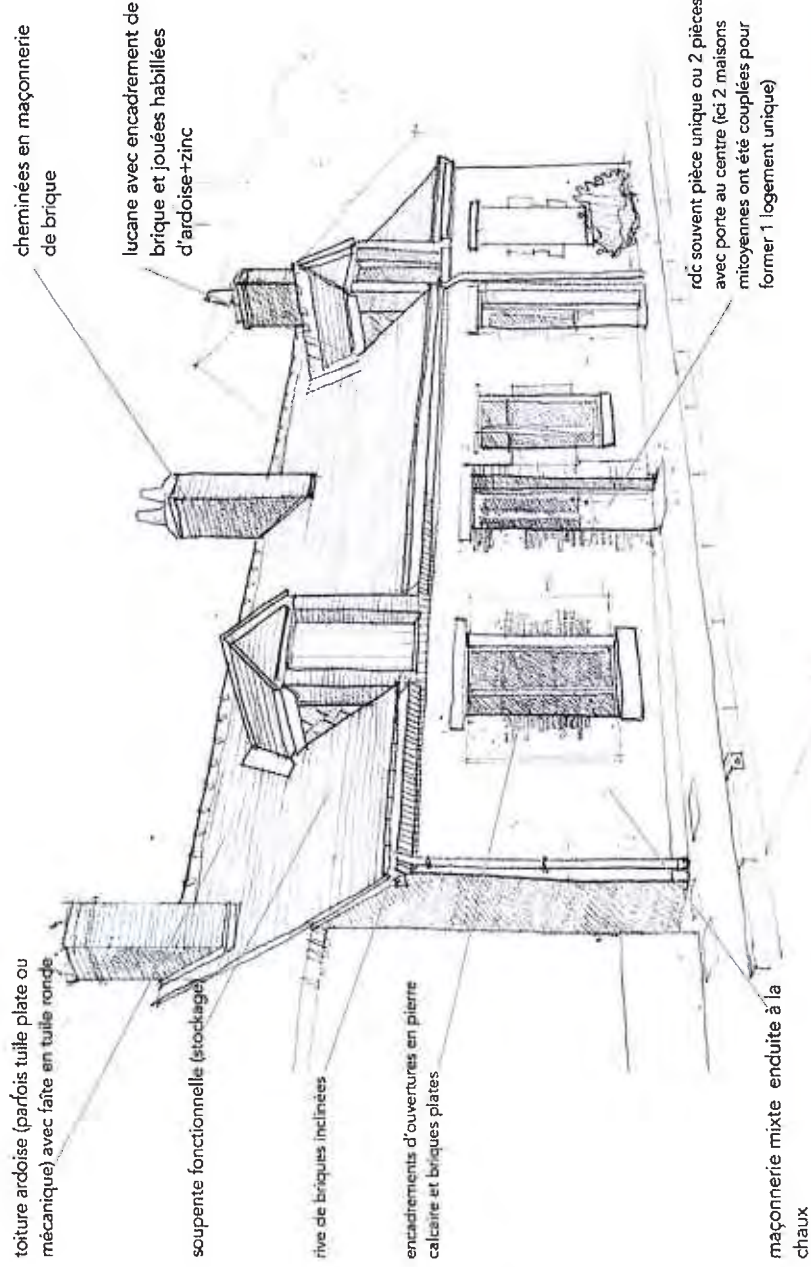 toiture ardoise (parfois tuile plate ou
mécanique) avec faîte en tuile ronde
soupente fonctionnelle (stockage)
rive de briques inclinées
encadrements d'ouvertures en pierre
calcaire et briques plates
maçonnerie mixte enduite à la
chaux
cheminées en maçonnerie
de brique
lucane avec encadrement de
brique et jouées habillées
d'ardoise+zinc
rdc souvent pièce unique ou 2 pièces
avec porte au centre (ici 2 maisons
mitoyennes ont été couplées pour
former 1 logement unique)